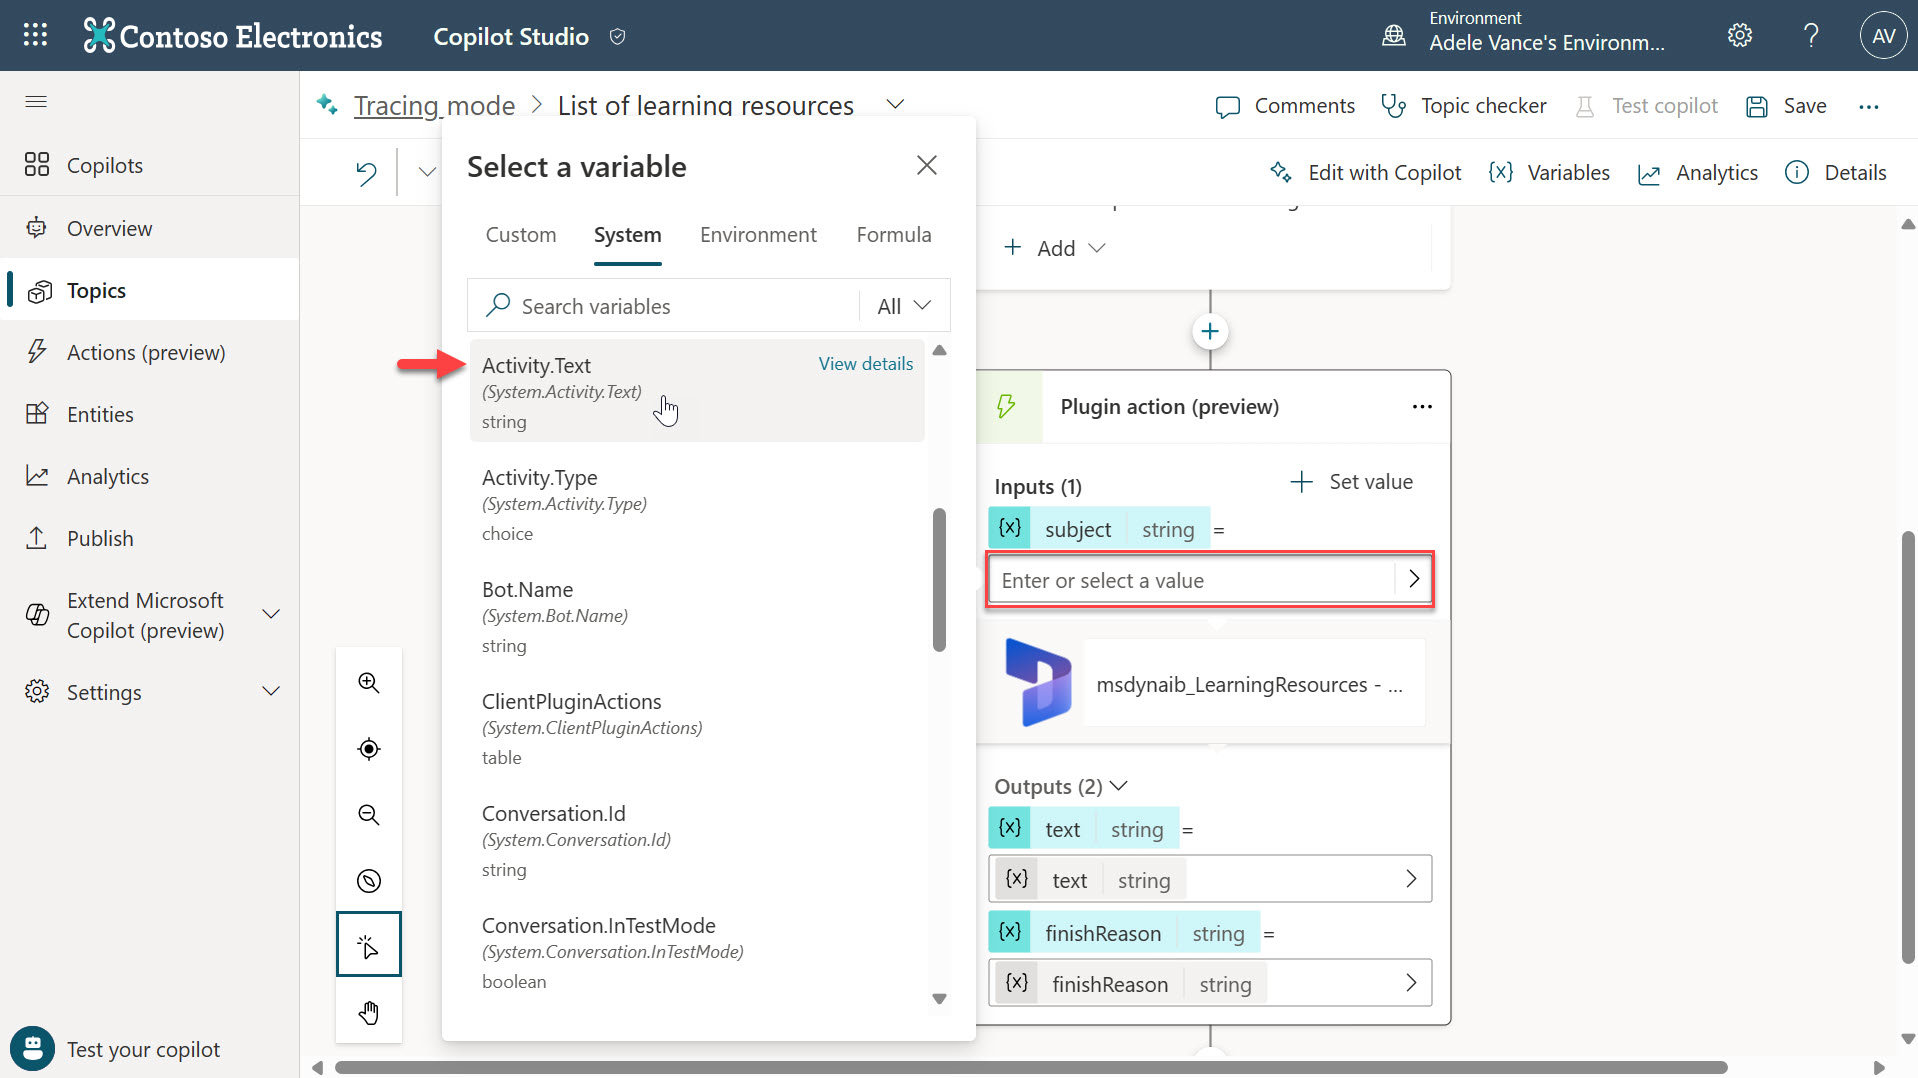 Contoso Electronics
Copilot Studio
Environment
Adele Vance's Environm...
?
AV
Tracing mode > List of learning resources
Comments
Topic checker
Test copilot
Save
...
Copilots
Overview
Topics
Actions (preview)
Entities
Analytics
Publish
Extend Microsoft
Copilot (preview)
Settings
Test your copilot
Edit with Copilot
{x} Variables
Analytics
Details
Select a variable
Custom
System
Environment
Formula
Search variables
All
Activity.Text
View details
(System.Activity.Text)
string
Activity.Type
(System.Activity.Type)
choice
Bot.Name
(System.Bot.Name)
string
ClientPluginActions
(System.ClientPluginActions)
table
Conversation.Id
(System.Conversation.Id)
string
Conversation.InTestMode
(System.Conversation.InTestMode)
boolean
+ Add
Plugin action (preview)
...
Inputs (1)
+ Set value
{x} subject string =
Enter or select a value
msdynaib_LearningResources - ...
Outputs (2)
{x} text string =
{x} text string
{x} finishReason string =
{x} finishReason string